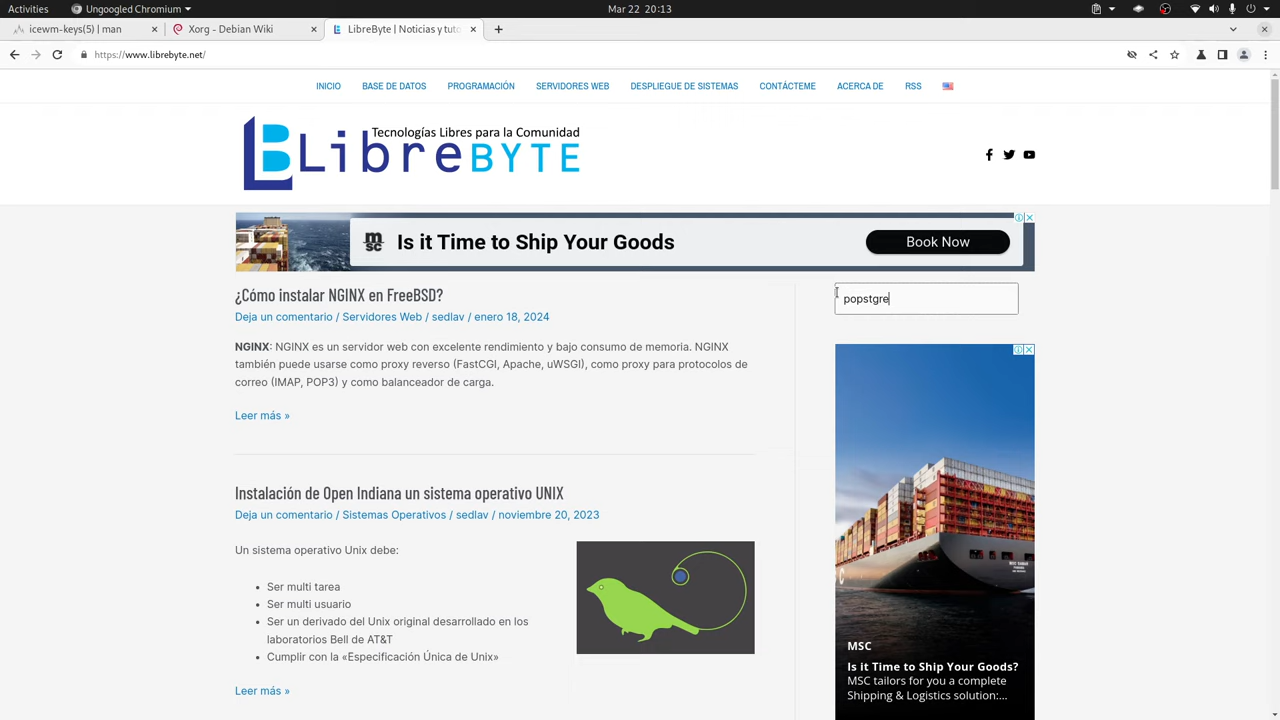 Activities
Ungoogled Chromium
Mar 22 20:13
icewm-keys(5) | man
Xorg - Debian Wiki
LibreByte | Noticias y tuto
https://www.librebyte.net/
INICIO BASE DE DATOS PROGRAMACIÓN SERVIDORES WEB DESPLIEGUE DE SISTEMAS CONTÁCTEME ACERCA DE RSS
Tecnologías Libres para la Comunidad
LibreBYTE
msc Is it Time to Ship Your Goods Book Now
¿Cómo instalar NGINX en FreeBSD?
Deja un comentario / Servidores Web / sedlav / enero 18, 2024
NGINX: NGINX es un servidor web con excelente rendimiento y bajo consumo de memoria. NGINX
también puede usarse como proxy reverso (FastCGI, Apache, uWSGI), como proxy para protocolos de
correo (IMAP, POP3) y como balanceador de carga.
Leer más »
Instalación de Open Indiana un sistema operativo UNIX
Deja un comentario / Sistemas Operativos / sedlav / noviembre 20, 2023
Un sistema operativo Unix debe:
• Ser multi tarea
• Ser multi usuario
• Ser un derivado del Unix original desarrollado en los
laboratorios Bell de AT&T
• Cumplir con la «Especificación Única de Unix»
Leer más »
popstgre
MSC
Is it Time to Ship Your Goods?
MSC tailors for you a complete
Shipping & Logistics solution:...